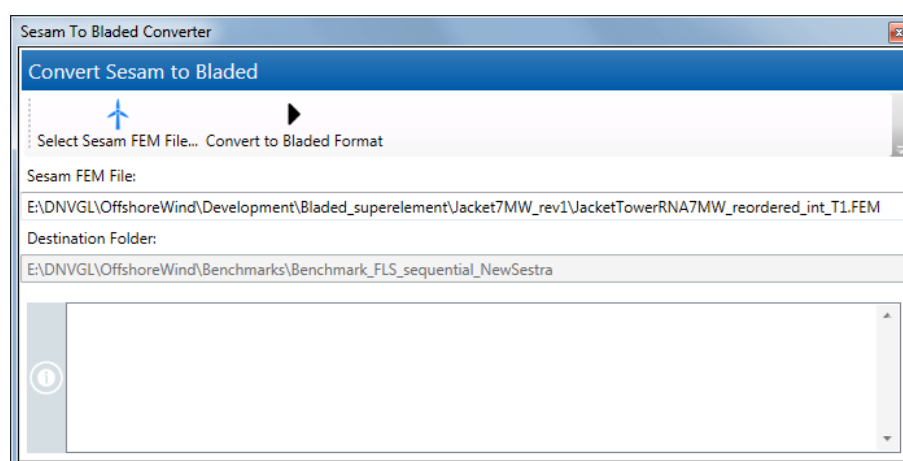 Sesam To Bladed Converter
Convert Sesam to Bladed
Select Sesam FEM File... Convert to Bladed Format
Sesam FEM File:
E:\DNVGL\OffshoreWind\Development\Bladed_superelement\Jacket7MW_rev1\JacketTowerRNA7MW_reordered_int_T1.FEM
Destination Folder:
E:\DNVGL\OffshoreWind\Benchmarks\Benchmark_FLS_sequential_NewSestra